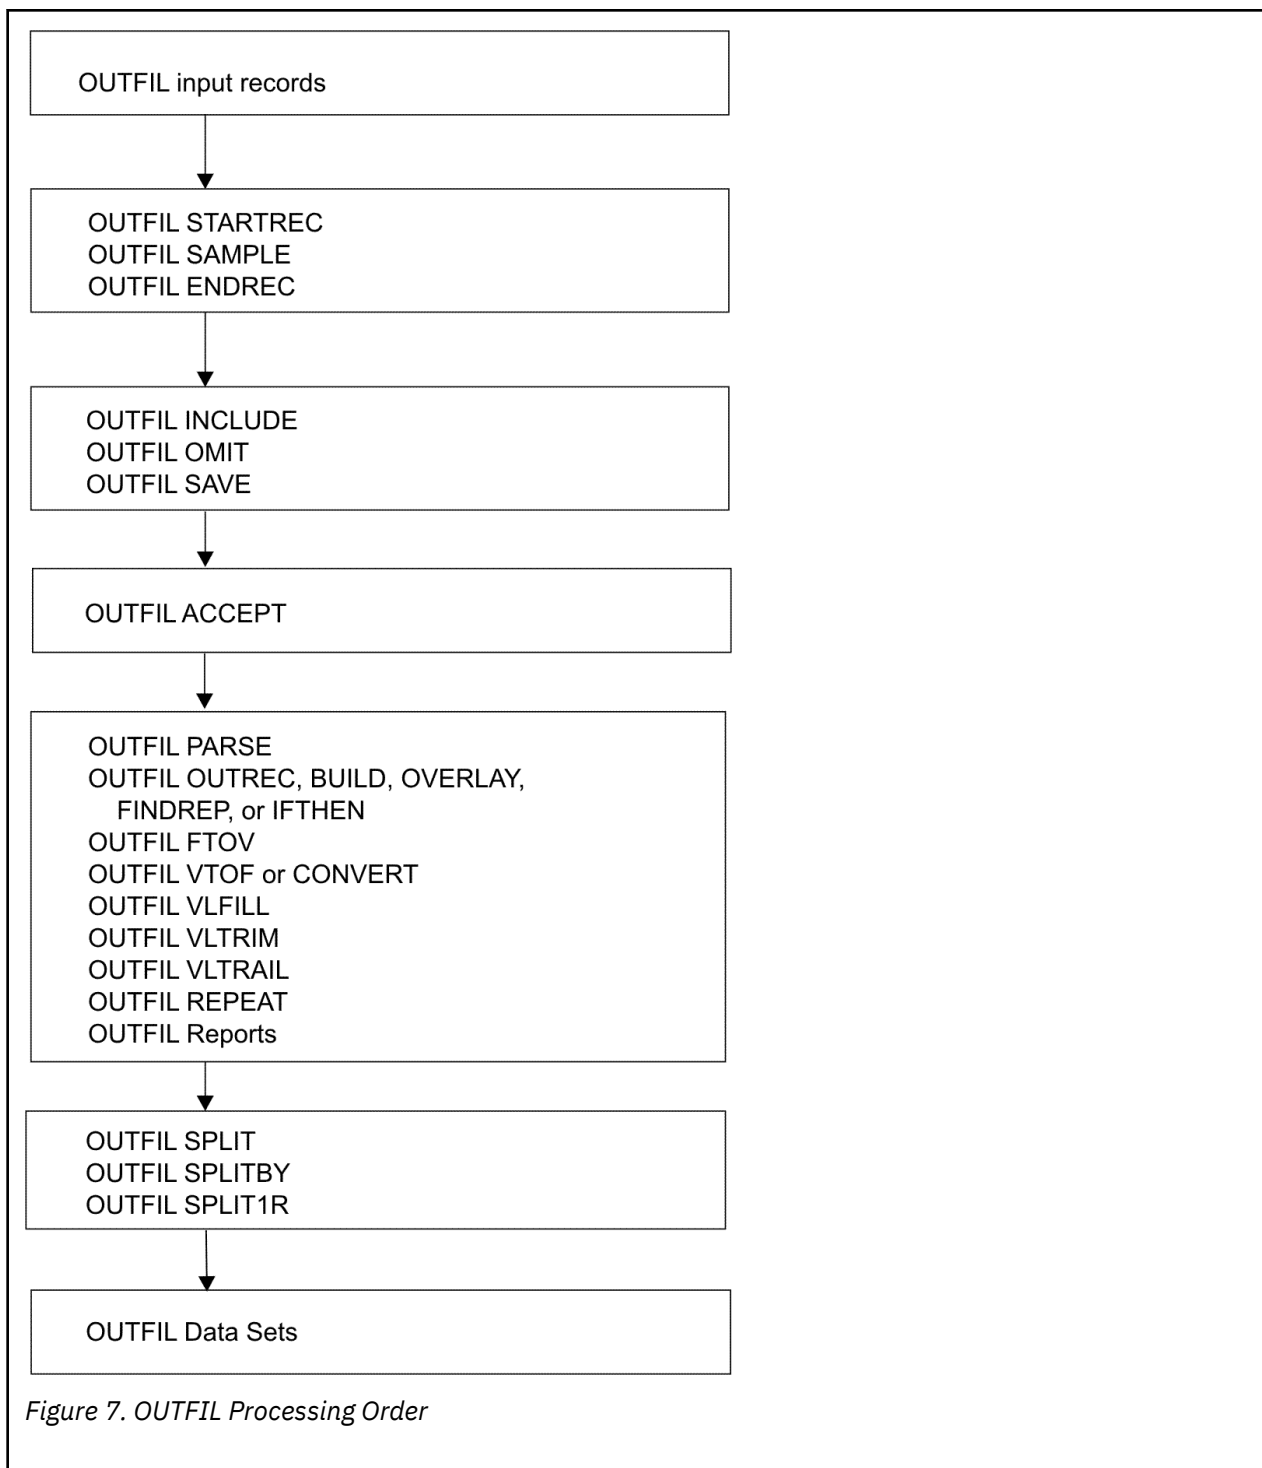 OUTFIL input records
OUTFIL STARTREC
OUTFIL SAMPLE
OUTFIL ENDREC
OUTFIL INCLUDE
OUTFIL OMIT
OUTFIL SAVE
OUTFIL ACCEPT
OUTFIL PARSE
OUTFIL OUTREC, BUILD, OVERLAY,
FINDREP, or IFTHEN
OUTFIL FTOV
OUTFIL VTOF or CONVERT
OUTFIL VLFILL
OUTFIL VLTRIM
OUTFIL VLTRAIL
OUTFIL REPEAT
OUTFIL Reports
OUTFIL SPLIT
OUTFIL SPLITBY
OUTFIL SPLIT1R
OUTFIL Data Sets
Figure 7. OUTFIL Processing Order